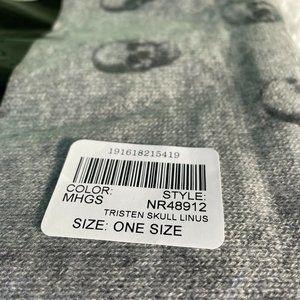 191618215419
COLOR: STYLE:
MHGS NR48912
TRISTEN SKULL LINUS
SIZE: ONE SIZE